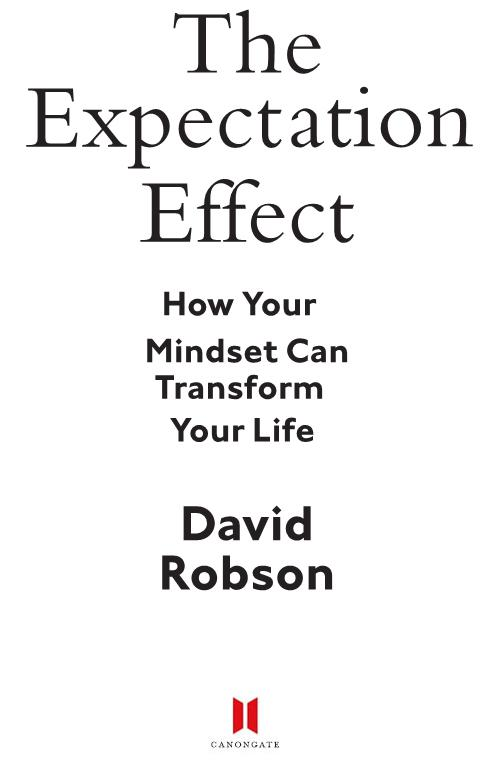 The
Expectation
Effect
How Your
Mindset Can
Transform
Your Life
David
Robson
CANONGATE